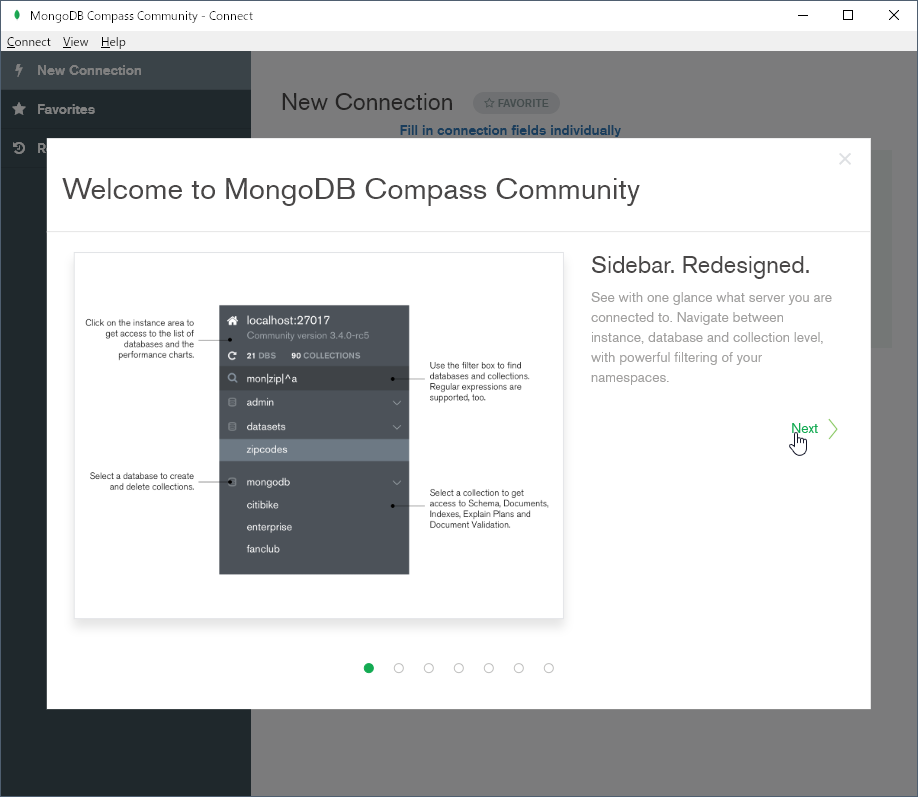 MongoDB Compass Community - Connect
Connect View Help
New Connection
Favorites
R
New Connection
FAVORITE
Fill in connection fields individually
Welcome to MongoDB Compass Community
Click on the instance area to
get access to the list of
databases and the
performance charts.
Select a database to create
and delete collections.
localhost:27017
Community version 3.4.0-rc5
21 DBS 90 COLLECTIONS
mon|zip|^a
admin
datasets
zipcodes
mongodb
citibike
enterprise
fanclub
Use the filter box to find
databases and collections.
Regular expressions are
supported, too.
Select a collection to get
access to Schema, Documents,
Indexes, Explain Plans and
Document Validation.
Sidebar. Redesigned.
See with one glance what server you are
connected to. Navigate between
instance, database and collection level,
with powerful filtering of your
namespaces.
Next